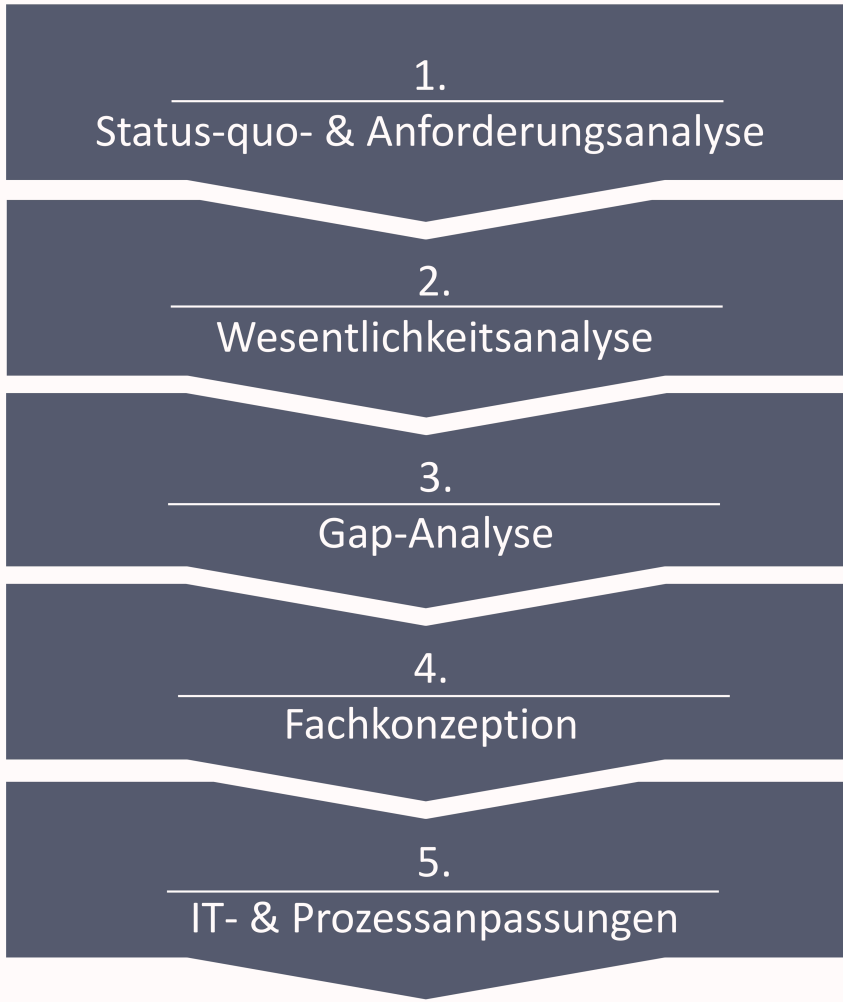 1.
Status-quo- & Anforderungsanalyse
2.
Wesentlichkeitsanalyse
3.
Gap-Analyse
4.
Fachkonzeption
5.
IT- & Prozessanpassungen